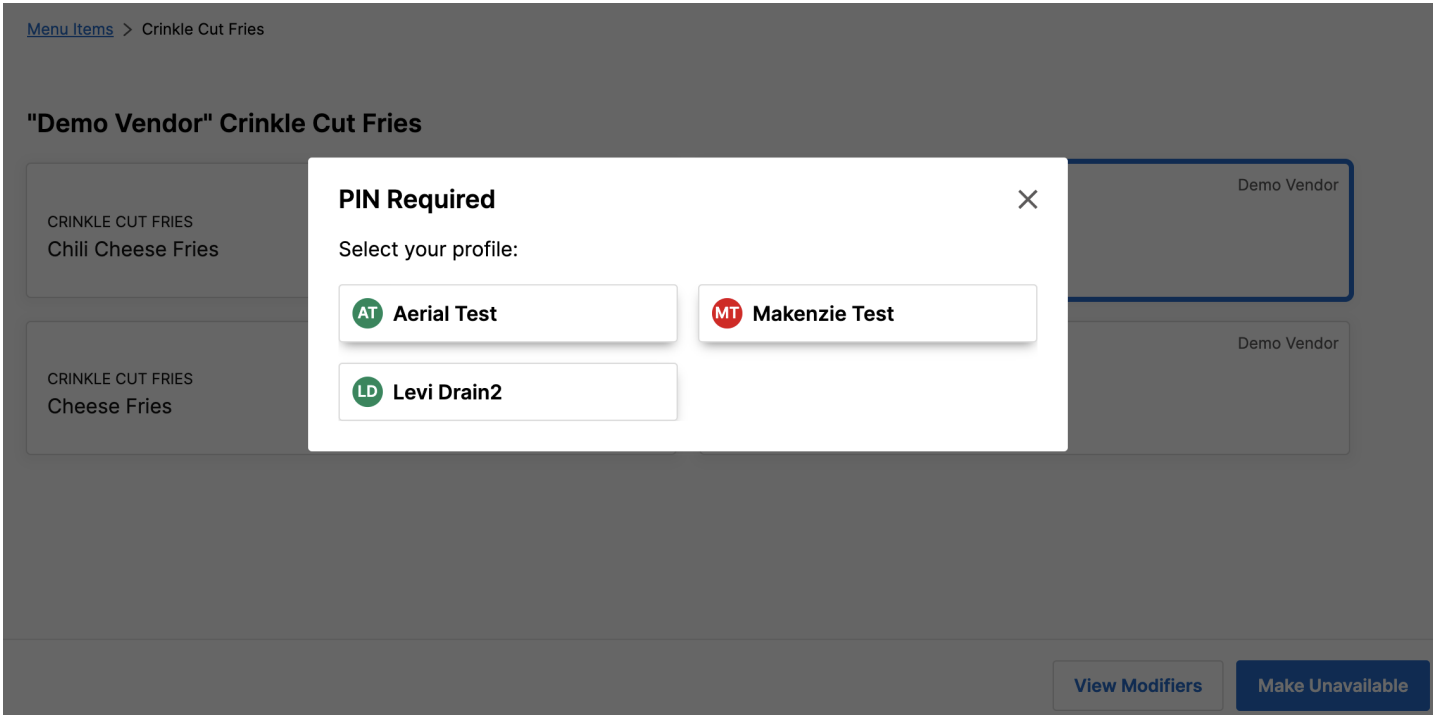 Menu Items > Crinkle Cut Fries
"Demo Vendor" Crinkle Cut Fries
CRINKLE CUT FRIES
Chili Cheese Fries
Demo Vendor
PIN Required
Select your profile:
AT Aerial Test
MT Makenzie Test
LD Levi Drain2
CRINKLE CUT FRIES
Cheese Fries
Demo Vendor
View Modifiers
Make Unavailable